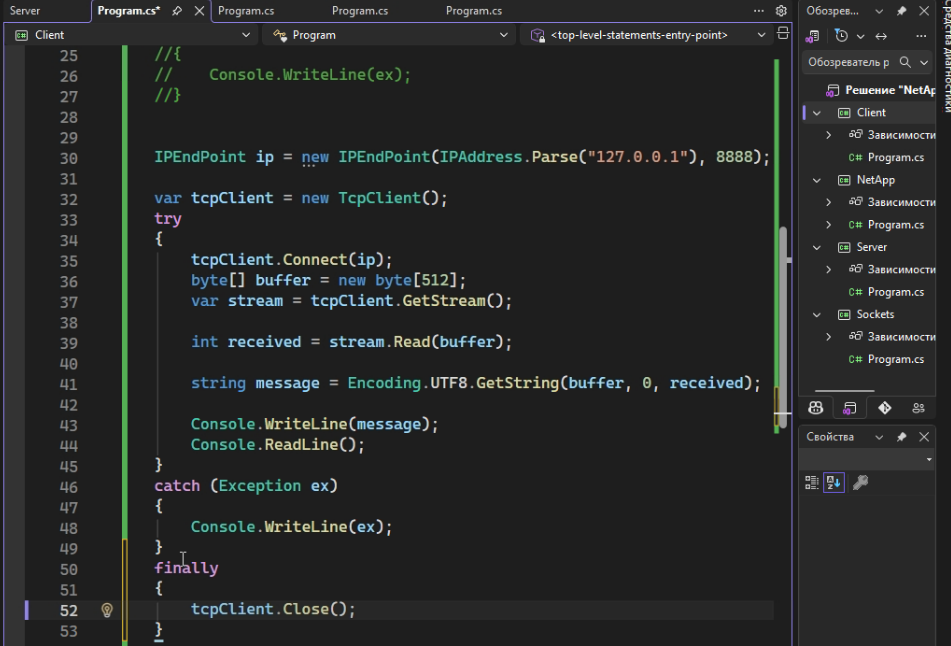 Server
Program.cs*
Program.cs
Program.cs
Program.cs
Client
Program
<top-level-statements-entry-point>
25 //{
26 //    Console.WriteLine(ex);
27 //}
28
29
30 IPEndPoint ip = new IPEndPoint(IPAddress.Parse("127.0.0.1"), 8888);
31
32 var tcpClient = new TcpClient();
33 try
34 {
35     tcpClient.Connect(ip);
36     byte[] buffer = new byte[512];
37     var stream = tcpClient.GetStream();
38
39     int received = stream.Read(buffer);
40
41     string message = Encoding.UTF8.GetString(buffer, 0, received);
42
43     Console.WriteLine(message);
44     Console.ReadLine();
45 }
46 catch (Exception ex)
47 {
48     Console.WriteLine(ex);
49 }
50 finally
51 {
52     tcpClient.Close();
53 }
Обозрев...
Обозреватель р
Решение "NetAp
Client
Зависимости
C# Program.cs
NetApp
Зависимости
C# Program.cs
Server
Зависимости
C# Program.cs
Sockets
Зависимости
C# Program.cs
Свойства
Средства диагностики